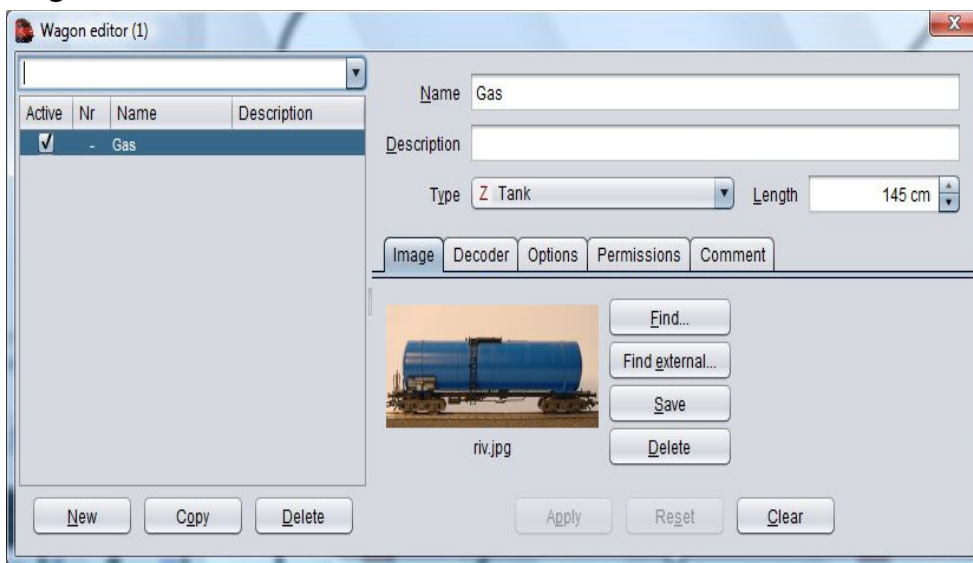 Wagon editor (1)
X
Name Gas
Active Nr Name Description
- Gas
Description
Type Z Tank Length 145 cm
Image Decoder Options Permissions Comment
Find...
Find external...
Save
riv.jpg Delete
New Copy Delete Apply Reset Clear